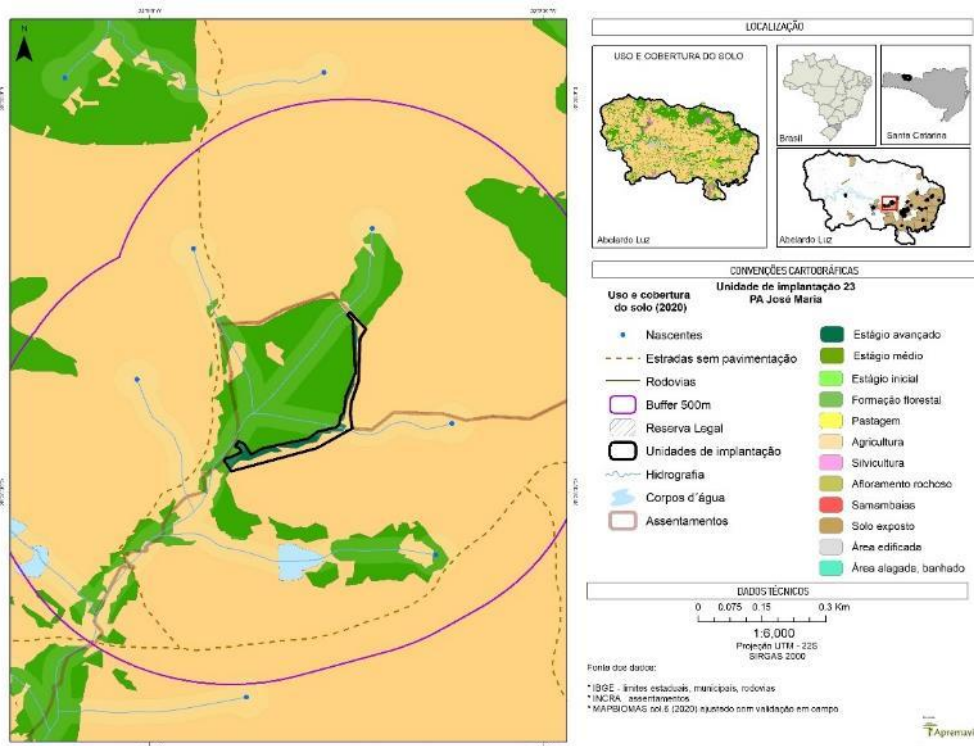 N
LOCALIZAÇÃO
USO E COBERTURA DO SOLO
Abelardo Luz
Brasil
Santa Catarina
Abelardo Luz
CONVENÇÕES CARTOGRÁFICAS
Unidade de implantação 23
PA José Maria
Uso e cobertura
do solo (2020)
Nascentes
Estradas sem pavimentação
Rodovias
Buffer 500m
Reserva Legal
Unidades de implantação
Hidrografia
Corpos d´água
Assentamentos
Estágio avançado
Estágio médio
Estágio inicial
Formação florestal
Pastagem
Agricultura
Silvicultura
Afloramento rochoso
Samambaias
Solo exposto
Área edificada
Área alagada, banhado
DADOS TÉCNICOS
0 0.075 0.15 0.3 Km
1:6,000
Projeção UTM - 22S
SIRGAS 2000
Fonte dos dados:
* IBGE - limites estaduais, municipais, rodovias
* INCRA assentamentos
* MAPBIOMAS col.6 (2020) ajustado com validação em campo
Apremavi